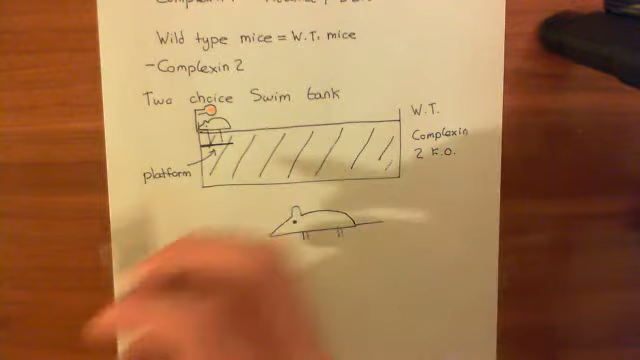 Wild type mice = W.T. mice
- Complexin 2
Two choice Swim tank
W.T.
Complexin
2 K.O.
platform